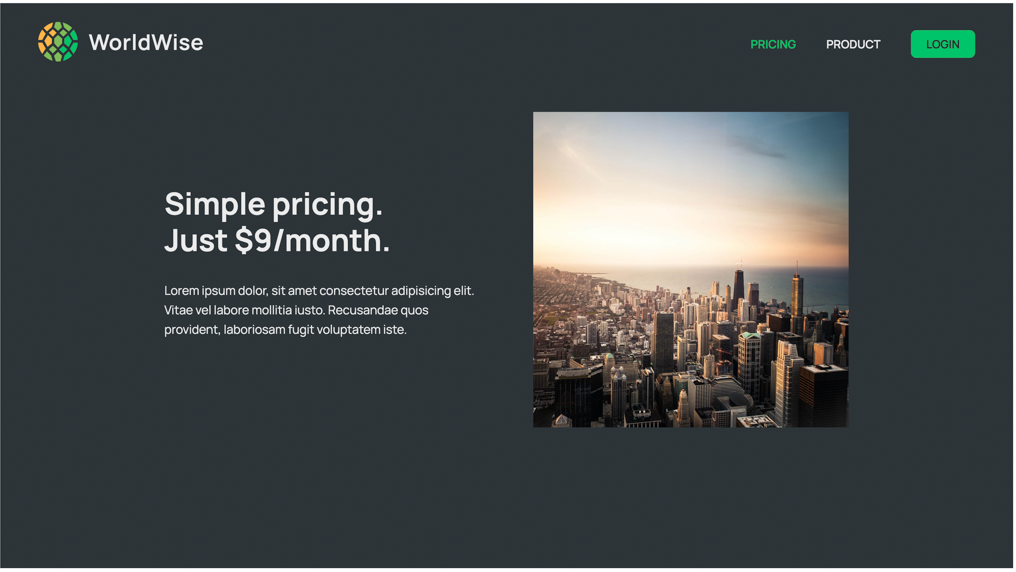 WorldWise
PRICING
PRODUCT
LOGIN
Simple pricing.
Just $9/month.
Lorem ipsum dolor, sit amet consectetur adipisicing elit.
Vitae vel labore mollitia iusto. Recusandae quos
provident, laboriosam fugit voluptatem iste.